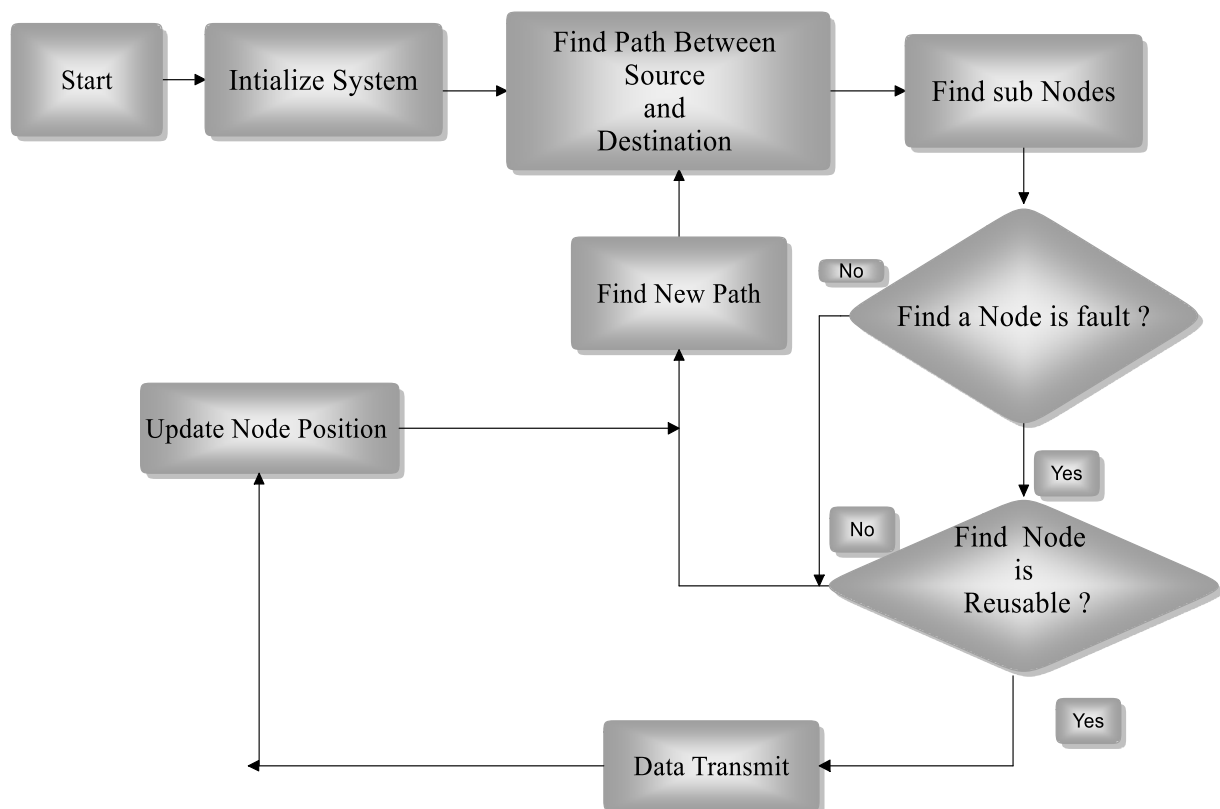 Start
Intialize System
Find Path Between
Source
and
Destination
Find sub Nodes
No
Find New Path
Find a Node is fault ?
Update Node Position
Yes
No
Find Node
is
Reusable ?
Yes
Data Transmit